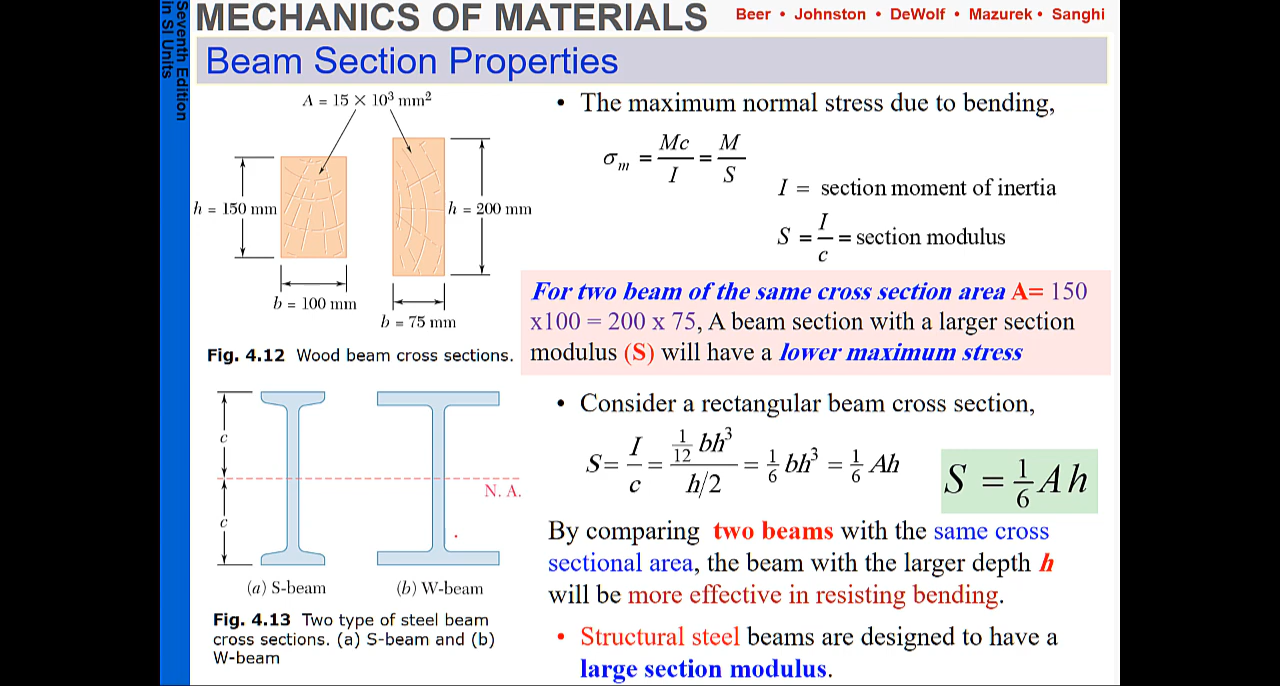 Seventh Edition
in SI Units
MECHANICS OF MATERIALS
Beer • Johnston • DeWolf • Mazurek • Sanghi
Beam Section Properties
A = 15 × 10³ mm²
h = 150 mm
h = 200 mm
b = 100 mm
b = 75 mm
Fig. 4.12 Wood beam cross sections.
c
c
N. A.
(a) S-beam
(b) W-beam
Fig. 4.13 Two type of steel beam
cross sections. (a) S-beam and (b)
W-beam
• The maximum normal stress due to bending,
σm = Mc/I = M/S
I = section moment of inertia
S = I/c = section modulus
For two beam of the same cross section area A= 150
x100 = 200 x 75, A beam section with a larger section
modulus (S) will have a lower maximum stress
• Consider a rectangular beam cross section,
S= I/c = (1/12 bh³)/(h/2) = 1/6 bh³ = 1/6 Ah
S = 1/6 Ah
By comparing two beams with the same cross
sectional area, the beam with the larger depth h
will be more effective in resisting bending.
• Structural steel beams are designed to have a
large section modulus.